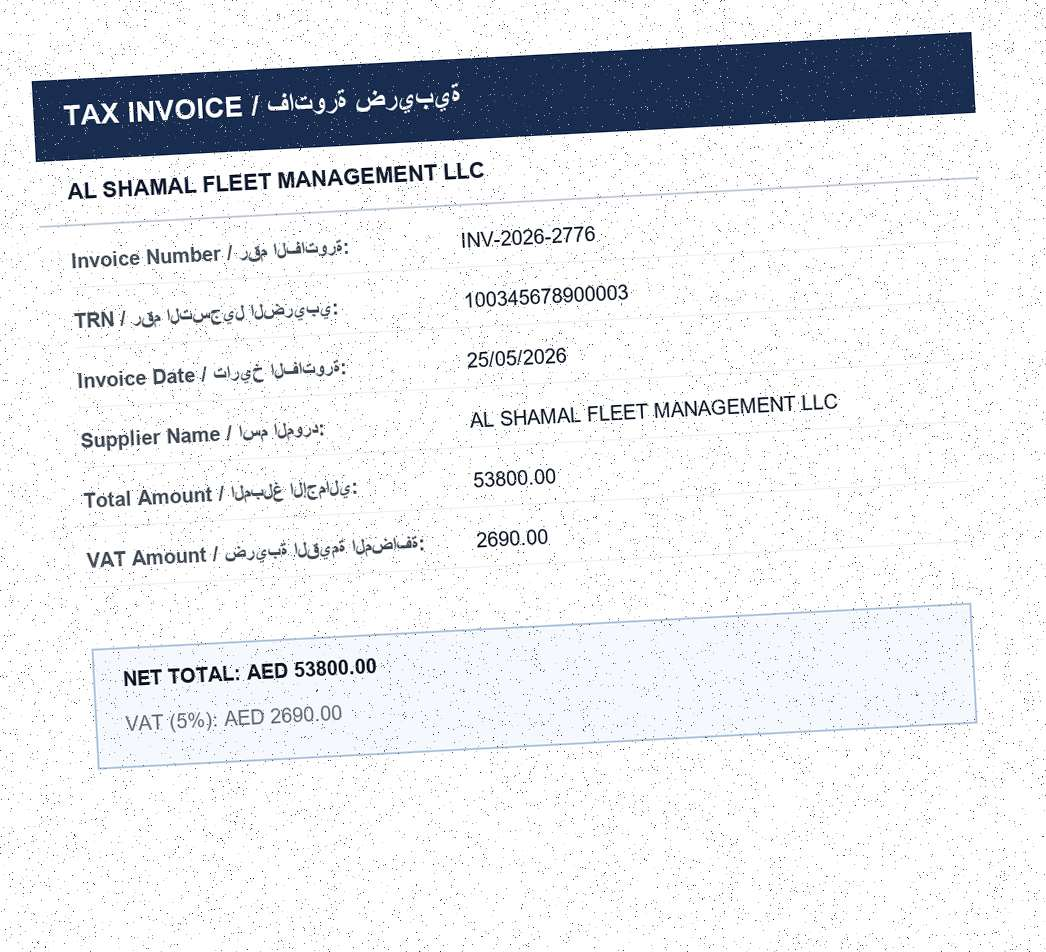 TAX INVOICE / فاتورة ضريبية
AL SHAMAL FLEET MANAGEMENT LLC
Invoice Number / رقم الفاتورة: INV-2026-2776
TRN / رقم التسجيل الضريبي: 100345678900003
Invoice Date / تاريخ الفاتورة: 25/05/2026
Supplier Name / اسم المورد: AL SHAMAL FLEET MANAGEMENT LLC
Total Amount / المبلغ الإجمالي: 53800.00
VAT Amount / ضريبة القيمة المضافة: 2690.00
NET TOTAL: AED 53800.00
VAT (5%): AED 2690.00